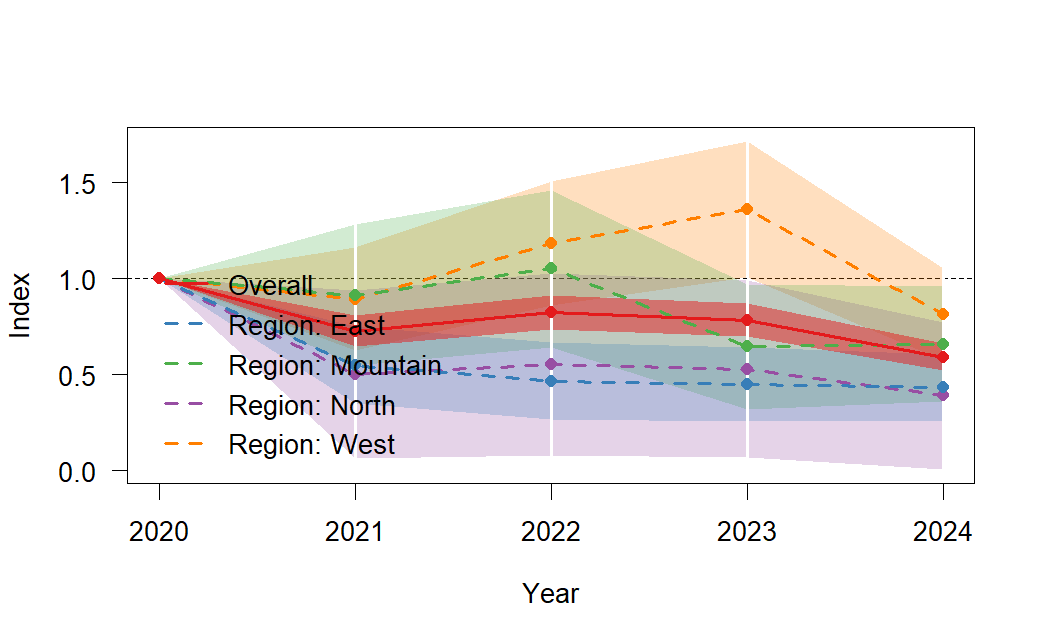 Index
1.5
1.0
0.5
0.0
Overall
Region: East
Region: Mountain
Region: North
Region: West
2020 2021 2022 2023 2024
Year